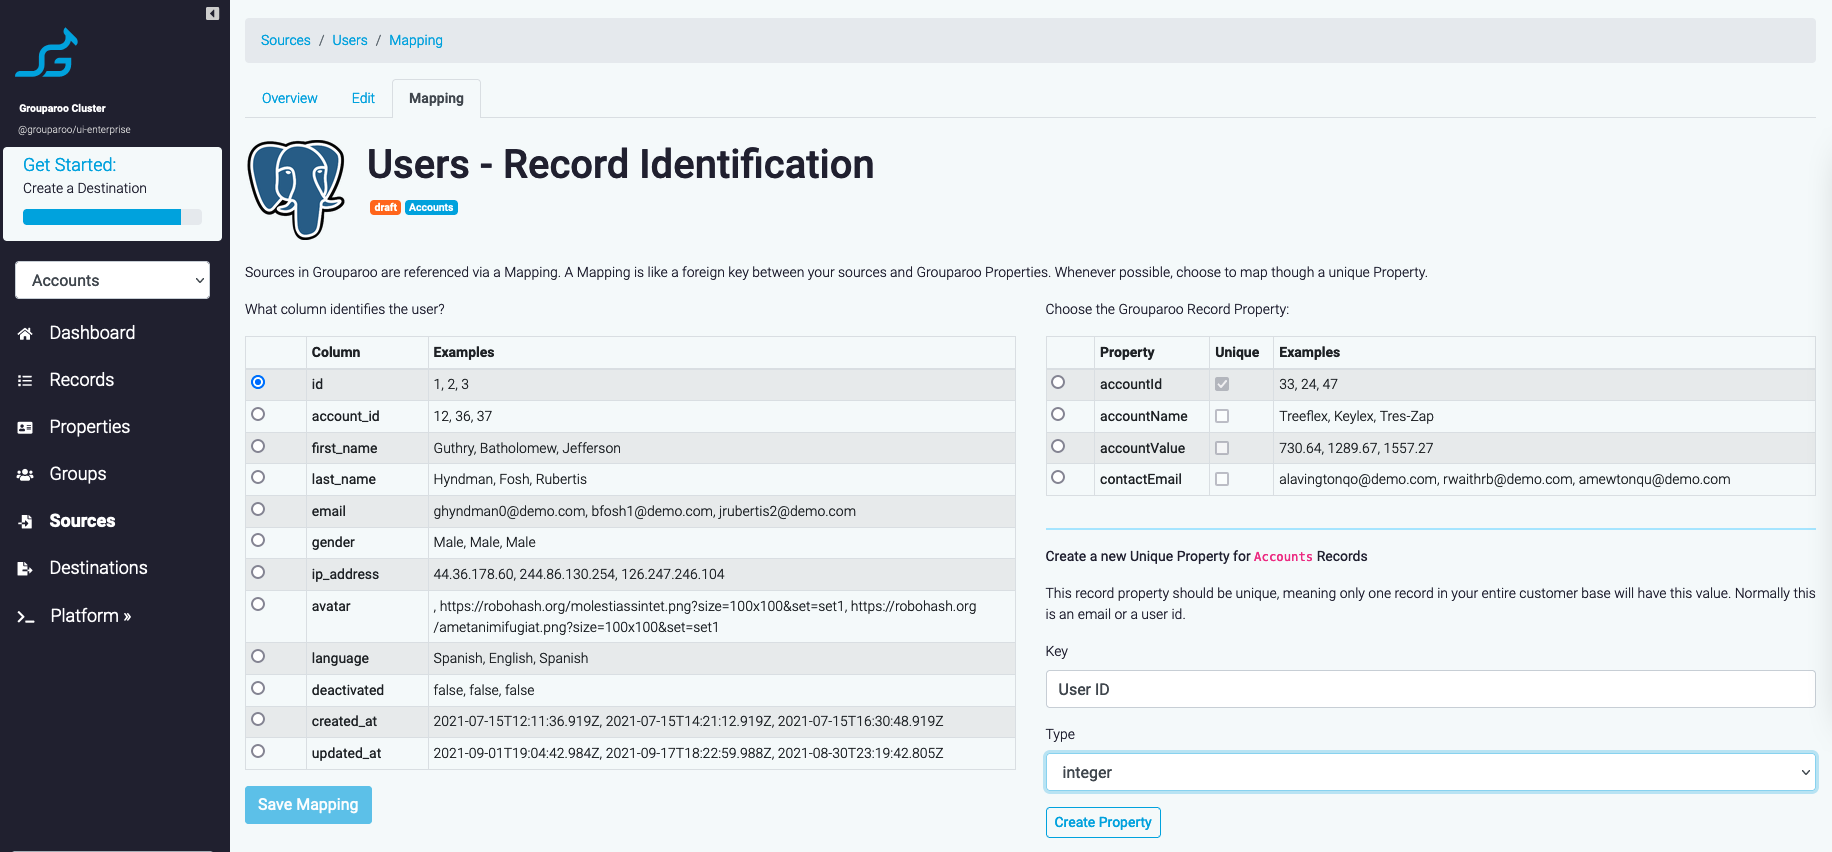 Grouparoo Cluster
@grouparoo/ui-enterprise
Get Started:
Create a Destination
Accounts
Dashboard
Records
Properties
Groups
Sources
Destinations
Platform »
Sources / Users / Mapping
Overview Edit Mapping
Users - Record Identification
draft Accounts
Sources in Grouparoo are referenced via a Mapping. A Mapping is like a foreign key between your sources and Grouparoo Properties. Whenever possible, choose to map though a unique Property.
What column identifies the user?
Column Examples
id 1, 2, 3
account_id 12, 36, 37
first_name Guthry, Batholomew, Jefferson
last_name Hyndman, Fosh, Rubertis
email ghyndman0@demo.com, bfosh1@demo.com, jrubertis2@demo.com
gender Male, Male, Male
ip_address 44.36.178.60, 244.86.130.254, 126.247.246.104
avatar , https://robohash.org/molestiassintet.png?size=100x100&set=set1, https://robohash.org
/ametanimifugiat.png?size=100x100&set=set1
language Spanish, English, Spanish
deactivated false, false, false
created_at 2021-07-15T12:11:36.919Z, 2021-07-15T14:21:12.919Z, 2021-07-15T16:30:48.919Z
updated_at 2021-09-01T19:04:42.984Z, 2021-09-17T18:22:59.988Z, 2021-08-30T23:19:42.805Z
Save Mapping
Choose the Grouparoo Record Property:
Property Unique Examples
accountId 33, 24, 47
accountName Treeflex, Keylex, Tres-Zap
accountValue 730.64, 1289.67, 1557.27
contactEmail alavingtonqo@demo.com, rwaithrb@demo.com, amewtonqu@demo.com
Create a new Unique Property for Accounts Records
This record property should be unique, meaning only one record in your entire customer base will have this value. Normally this
is an email or a user id.
Key
User ID
Type
integer
Create Property